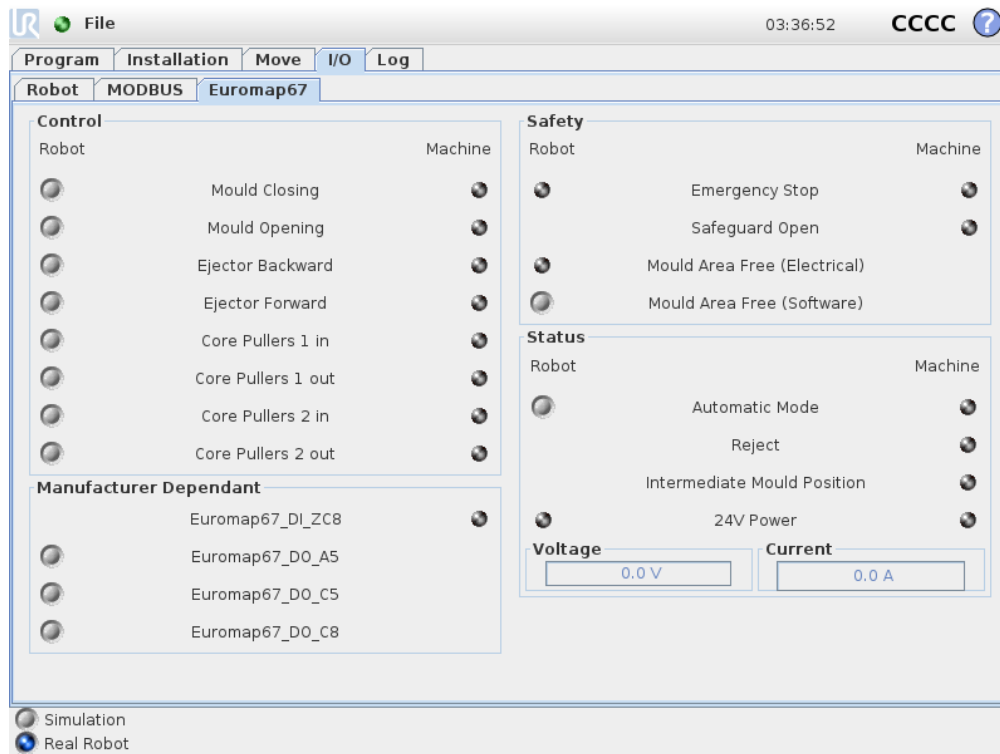 UR File 03:36:52 CCCC ?
Program Installation Move I/O Log
Robot MODBUS Euromap67
Control
Robot Machine
Mould Closing
Mould Opening
Ejector Backward
Ejector Forward
Core Pullers 1 in
Core Pullers 1 out
Core Pullers 2 in
Core Pullers 2 out
Manufacturer Dependant
Euromap67_DI_ZC8
Euromap67_DO_A5
Euromap67_DO_C5
Euromap67_DO_C8
Safety
Robot Machine
Emergency Stop
Safeguard Open
Mould Area Free (Electrical)
Mould Area Free (Software)
Status
Robot Machine
Automatic Mode
Reject
Intermediate Mould Position
24V Power
Voltage Current
0.0 V 0.0 A
Simulation
Real Robot